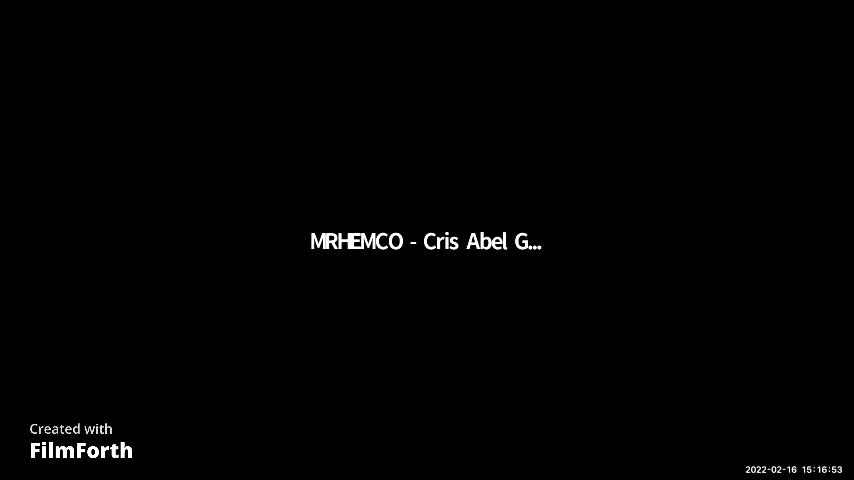 MRHEMCO - Cris Abel G...
Created with
FilmForth
2022-02-16 15:16:53